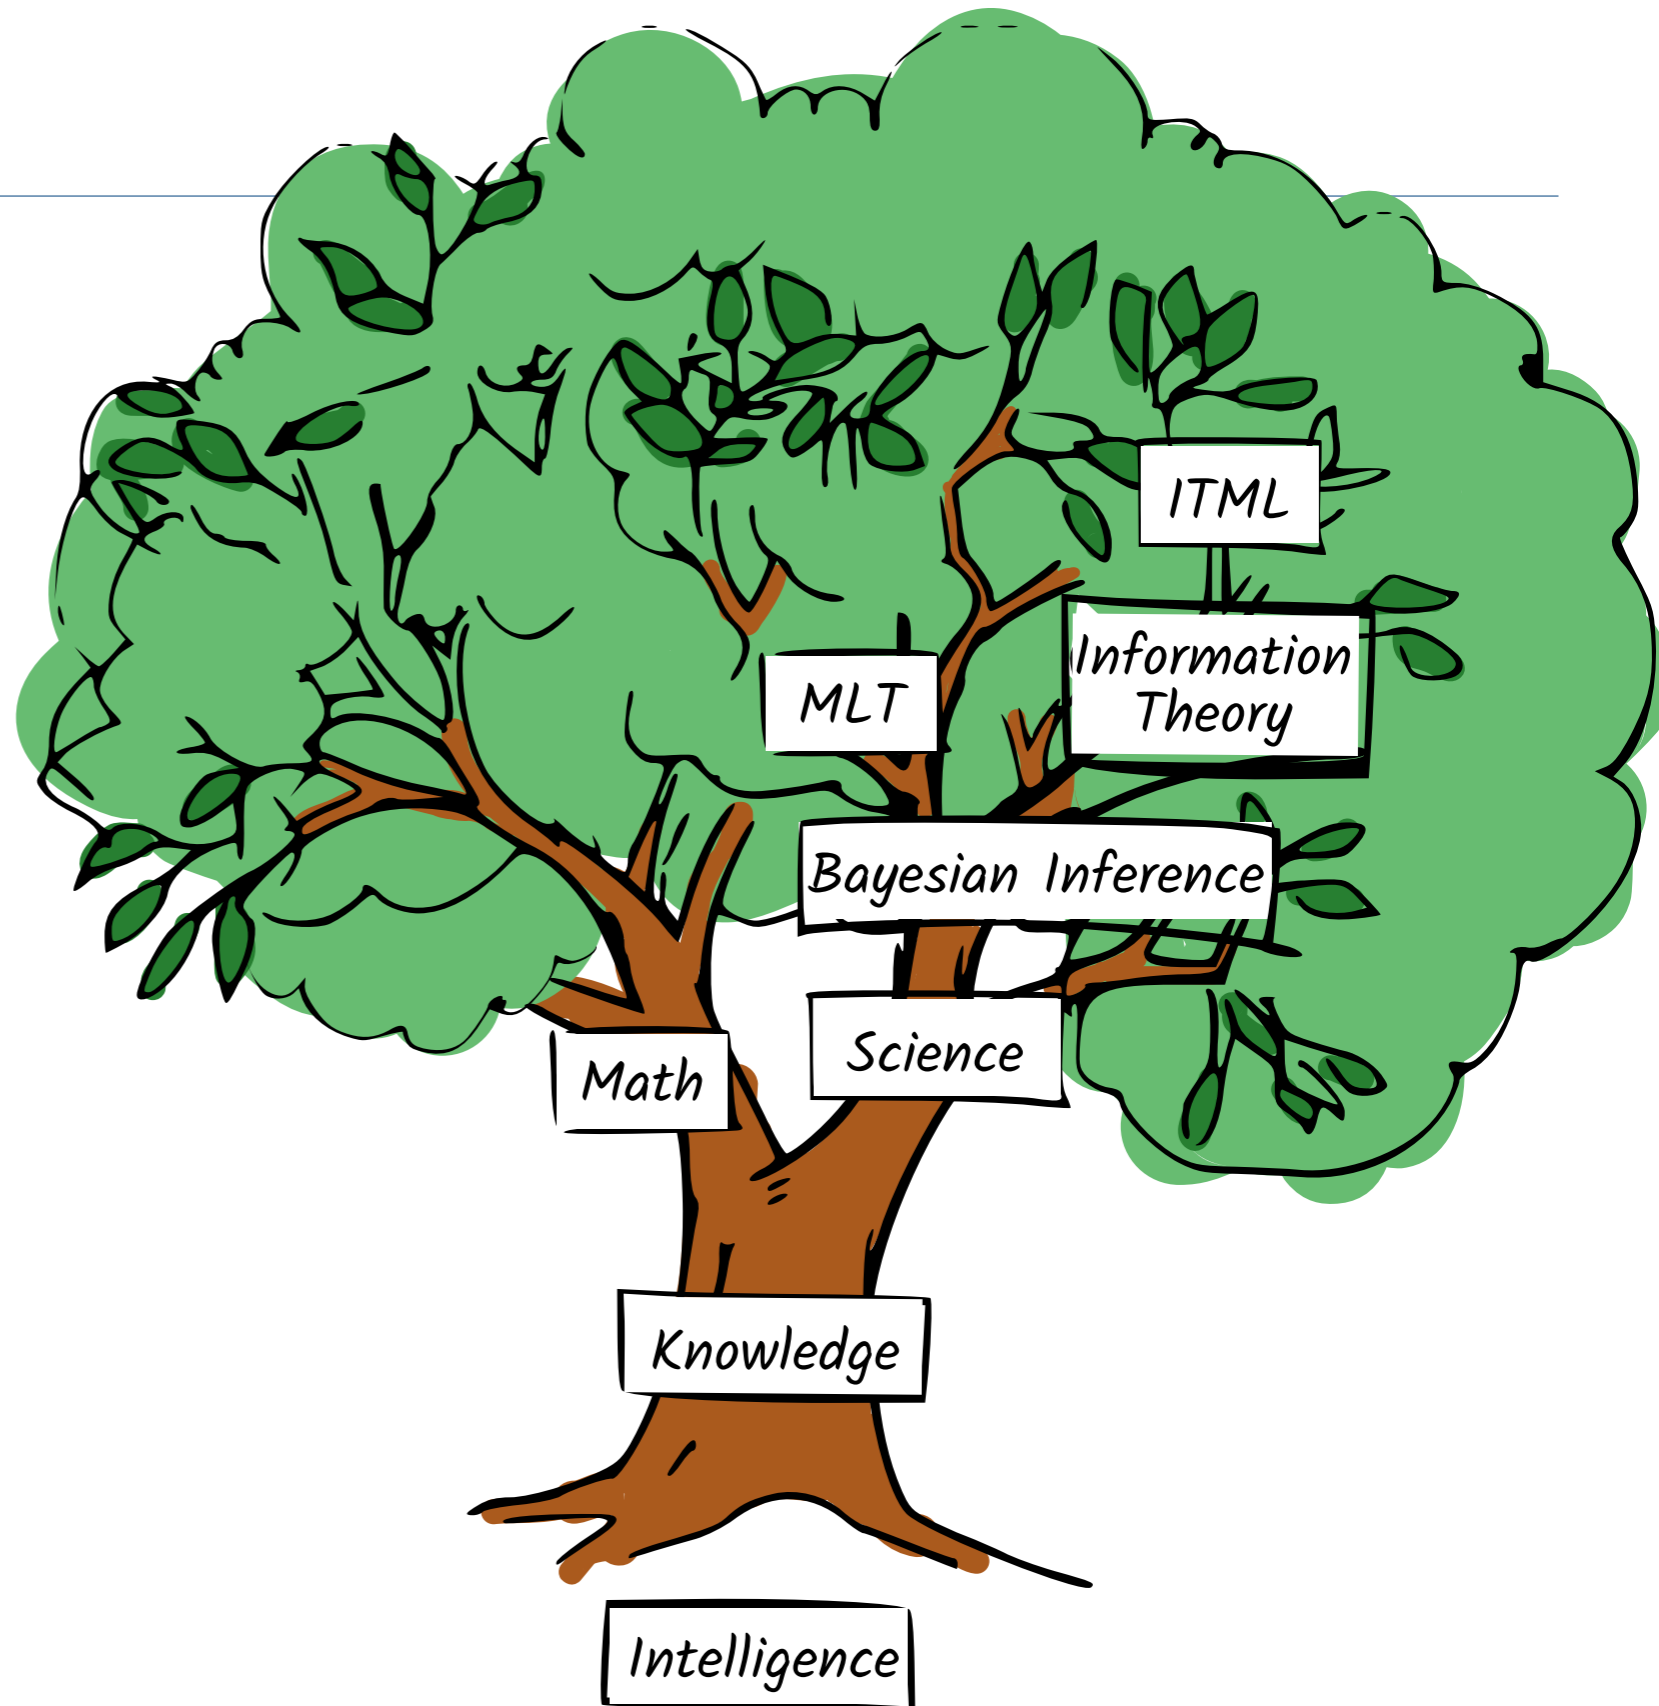 ITML
Information
Theory
MLT
Bayesian Inference
Science
Math
Knowledge
Intelligence